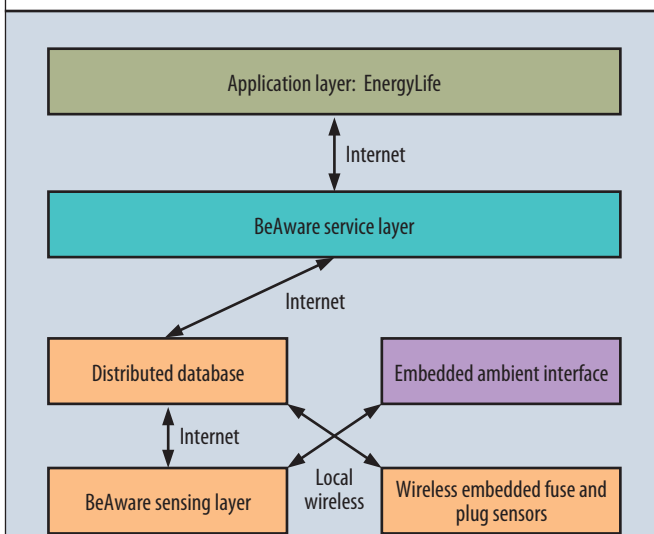 Application layer: EnergyLife
Internet
BeAware service layer
Internet
Distributed database
Embedded ambient interface
Internet
BeAware sensing layer
Local
wireless
Wireless embedded fuse and
plug sensors